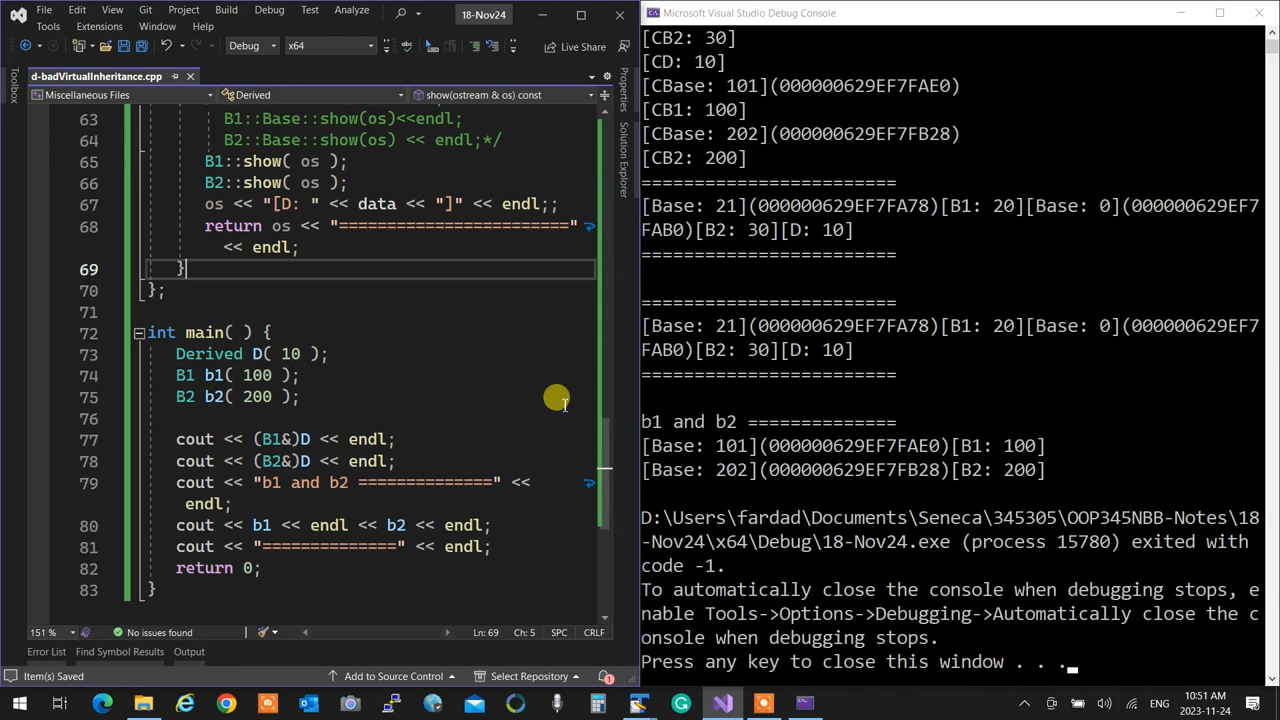 File Edit View Git Project Build Debug Test Analyze 18-Nov24
Tools Extensions Window Help
Debug x64 Live Share
d-badVirtualInheritance.cpp
Miscellaneous Files Derived show(ostream & os) const
Toolbox
Properties
Solution Explorer
63 B1::Base::show(os)<<endl;
64 B2::Base::show(os) << endl;*/
65 B1::show( os );
66 B2::show( os );
67 os << "[D: " << data << "]" << endl;;
68 return os << "========================"
<< endl;
69 }
70 };
71
72 int main( ) {
73 Derived D( 10 );
74 B1 b1( 100 );
75 B2 b2( 200 );
76
77 cout << (B1&)D << endl;
78 cout << (B2&)D << endl;
79 cout << "b1 and b2 ==============" <<
endl;
80 cout << b1 << endl << b2 << endl;
81 cout << "==============" << endl;
82 return 0;
83 }
151 % No issues found Ln: 69 Ch: 5 SPC CRLF
Error List Find Symbol Results Output
Item(s) Saved Add to Source Control Select Repository 1
Microsoft Visual Studio Debug Console
[CB2: 30]
[CD: 10]
[CBase: 101](000000629EF7FAE0)
[CB1: 100]
[CBase: 202](000000629EF7FB28)
[CB2: 200]
========================
[Base: 21](000000629EF7FA78)[B1: 20][Base: 0](000000629EF7
FAB0)[B2: 30][D: 10]
========================
========================
[Base: 21](000000629EF7FA78)[B1: 20][Base: 0](000000629EF7
FAB0)[B2: 30][D: 10]
========================
b1 and b2 ==============
[Base: 101](000000629EF7FAE0)[B1: 100]
[Base: 202](000000629EF7FB28)[B2: 200]
D:\Users\fardad\Documents\Seneca\345305\OOP345NBB-Notes\18
-Nov24\x64\Debug\18-Nov24.exe (process 15780) exited with
code -1.
To automatically close the console when debugging stops, e
nable Tools->Options->Debugging->Automatically close the c
onsole when debugging stops.
Press any key to close this window . . .
ENG 10:51 AM
2023-11-24